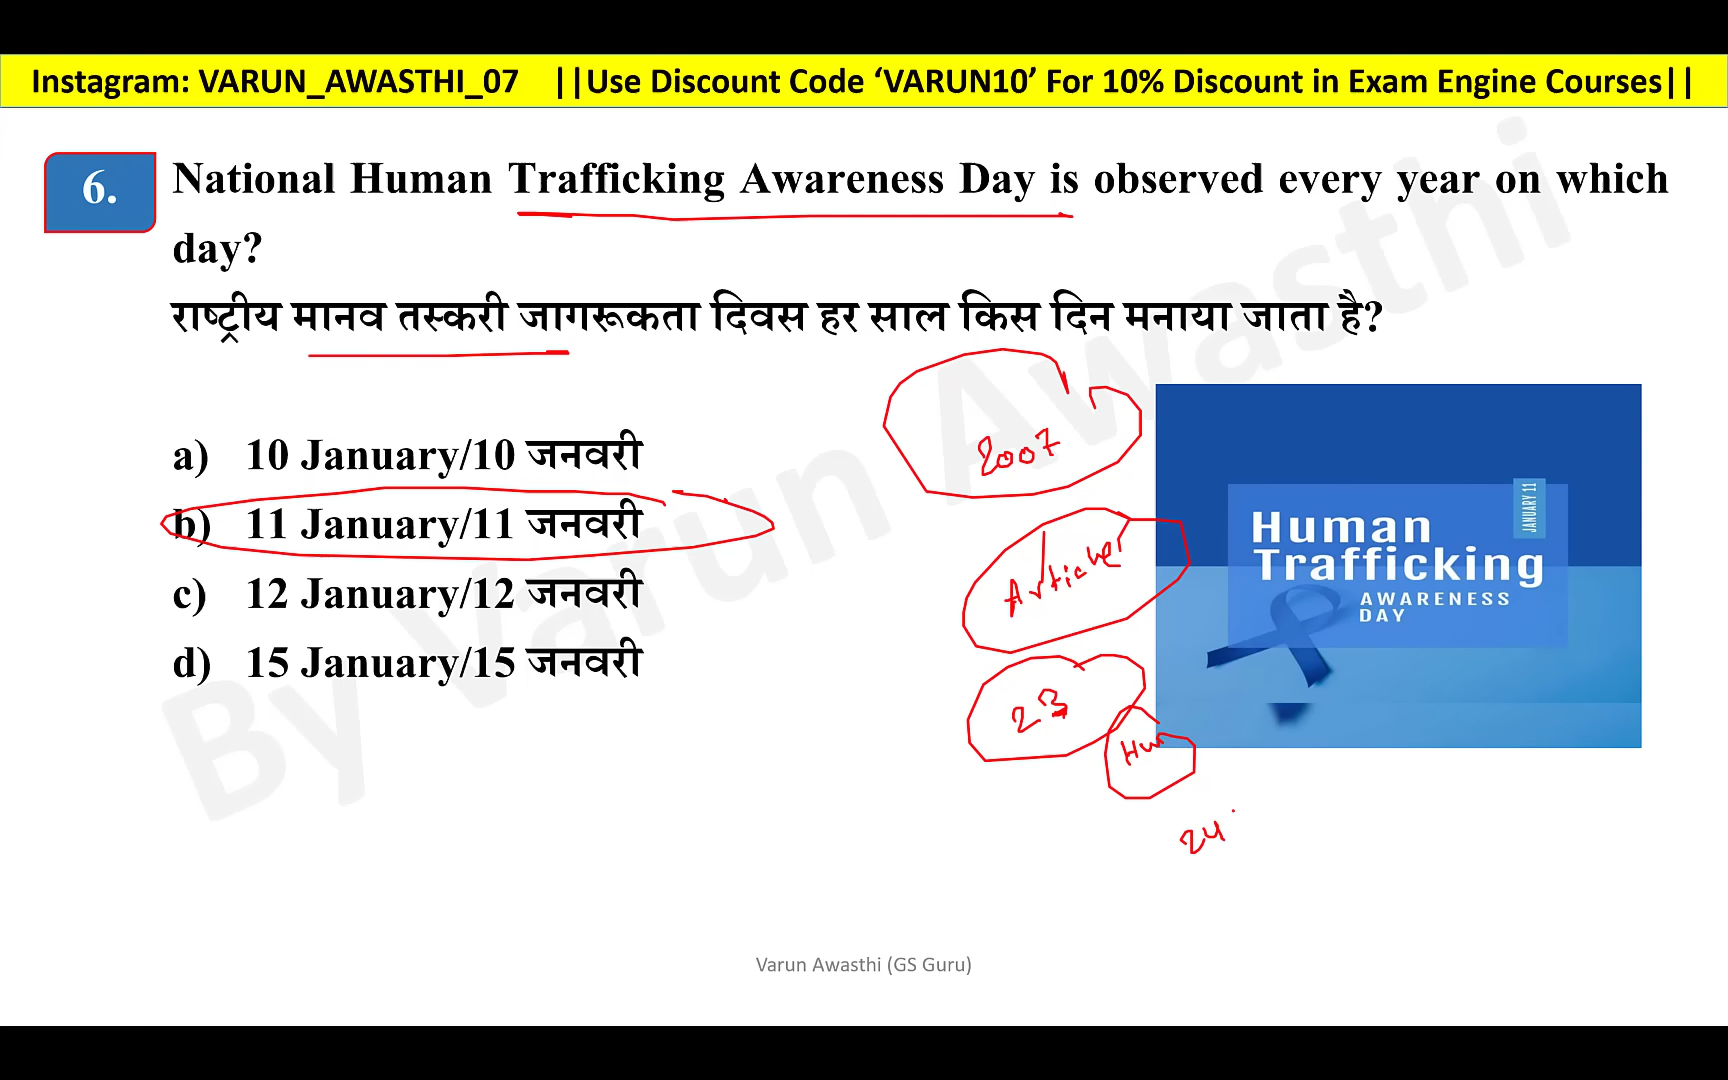 Instagram: VARUN_AWASTHI_07 ||Use Discount Code ‘VARUN10’ For 10% Discount in Exam Engine Courses||
6.
National Human Trafficking Awareness Day is observed every year on which
day?
राष्ट्रीय मानव तस्करी जागरूकता दिवस हर साल किस दिन मनाया जाता है?
a) 10 January/10 जनवरी
b) 11 January/11 जनवरी
c) 12 January/12 जनवरी
d) 15 January/15 जनवरी
2007
23
Hu
24
JANUARY 11
Human
Trafficking
AWARENESS
DAY
By Varun Awasthi
Varun Awasthi (GS Guru)